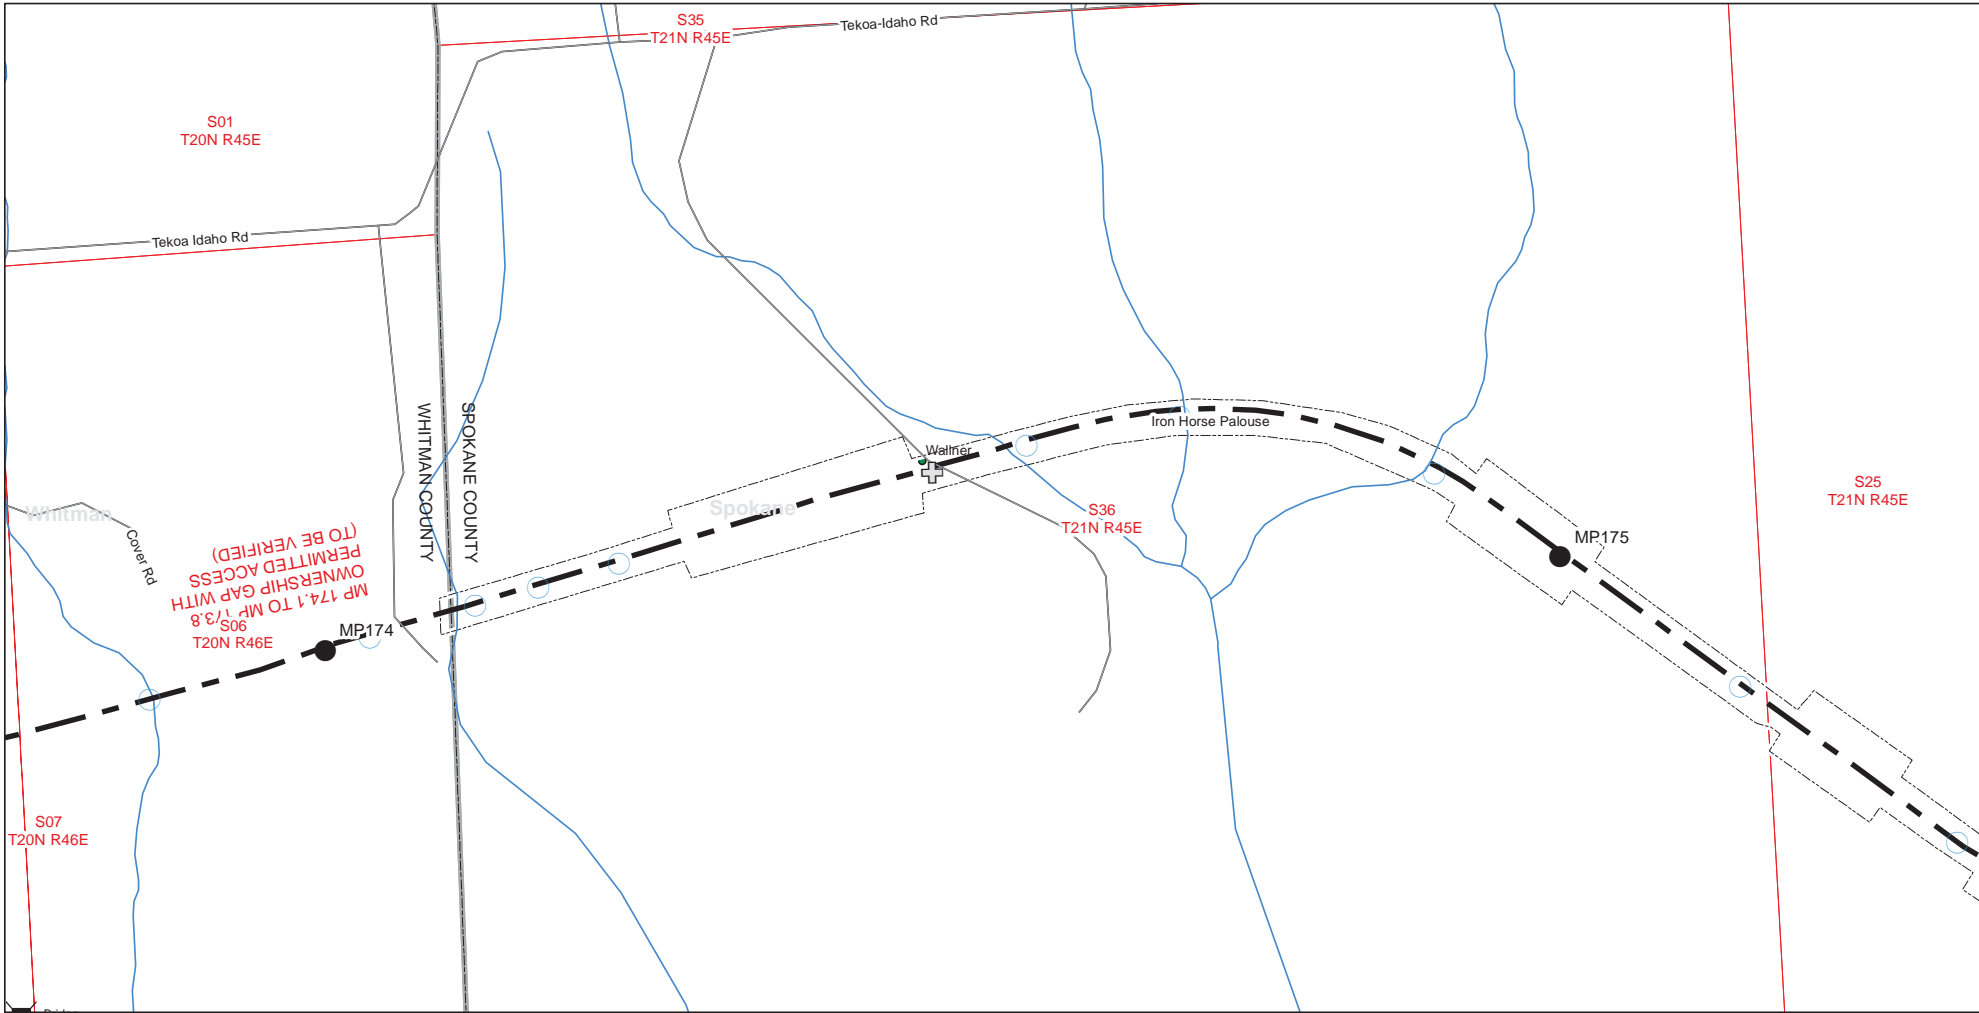 S35
T21N R45E
Tekoa-Idaho Rd
S01
T20N R45E
Tekoa Idaho Rd
WHITMAN COUNTY
SPOKANE COUNTY
Iron Horse Palouse
Wallner
Spokane
S36
T21N R45E
S25
T21N R45E
MP175
Whitman
Cover Rd
MP 174.1 TO MP 173.8
OWNERSHIP GAP WITH
PERMITTED ACCESS
(TO BE VERIFIED)
S06
T20N R46E
MP174
S07
T20N R46E